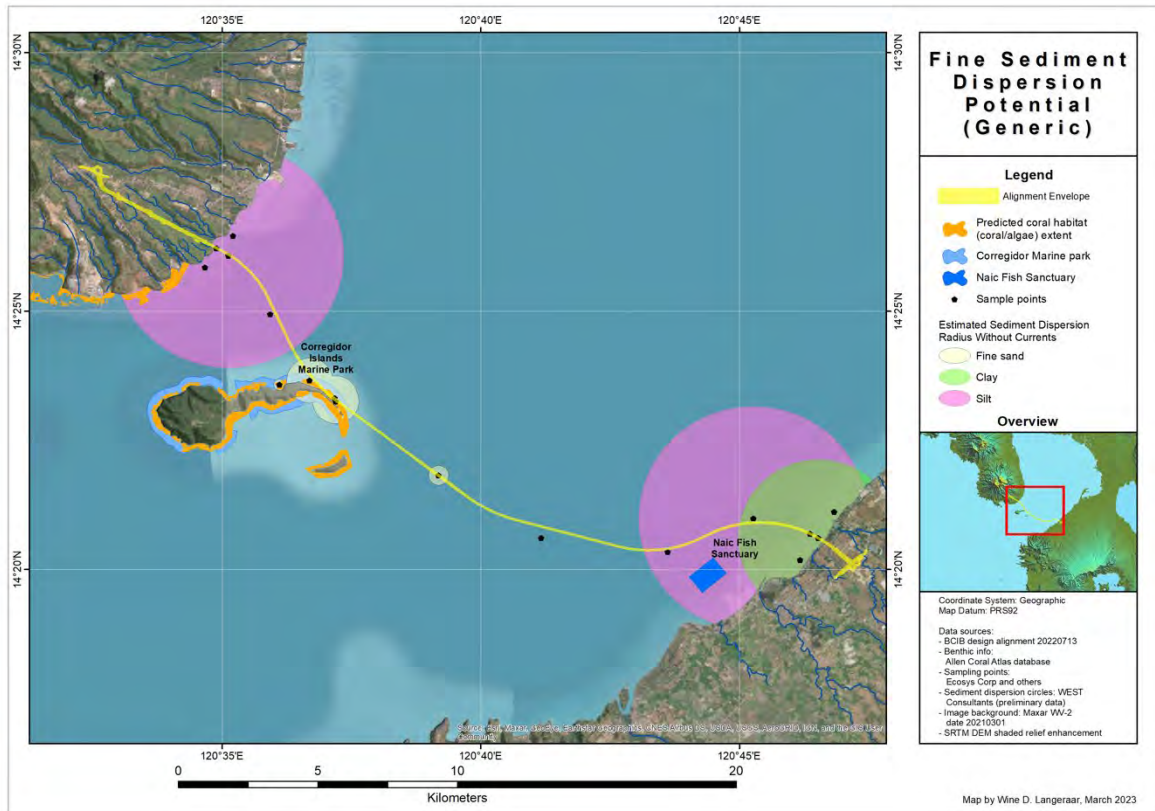 120°35'E
120°40'E
120°45'E
14°30'N
14°30'N
14°25'N
14°25'N
14°20'N
14°20'N
Corregidor
Islands
Marine Park
Naic Fish
Sanctuary
120°35'E
120°40'E
120°45'E
0
5
10
20
Kilometers
Fine Sediment
Dispersion
Potential
(Generic)
Legend
Alignment Envelope
Predicted coral habitat
(coral/algae) extent
Corregidor Marine park
Naic Fish Sanctuary
Sample points
Estimated Sediment Dispersion
Radius Without Currents
Fine sand
Clay
Silt
Overview
Coordinate System: Geographic
Map Datum: PRS92
Data sources:
- BCIB design alignment 20220713
- Benthic info:
Allen Coral Atlas database
- Sampling points:
Ecosys Corp and others
- Sediment dispersion circles: WEST
Consultants (preliminary data)
- Image background: Maxar WV-2
date 20210301
- SRTM DEM shaded relief enhancement
Map by Wine D. Langeraar, March 2023